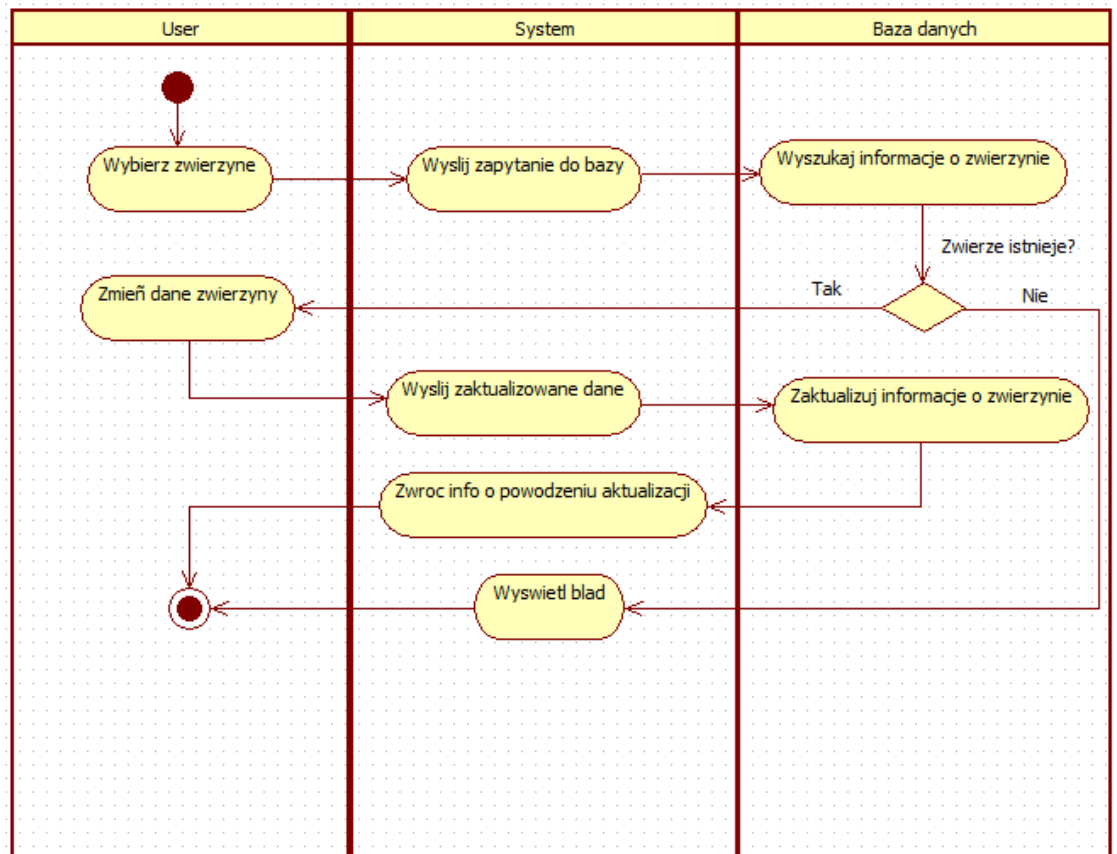 User
System
Baza danych
Wybierz zwierzyne
Wyslij zapytanie do bazy
Wyszukaj informacje o zwierzynie
Zwierze istnieje?
Zmieñ dane zwierzyny
Tak
Nie
Wyslij zaktualizowane dane
Zaktualizuj informacje o zwierzynie
Zwroc info o powodzeniu aktualizacji
Wyswietl blad